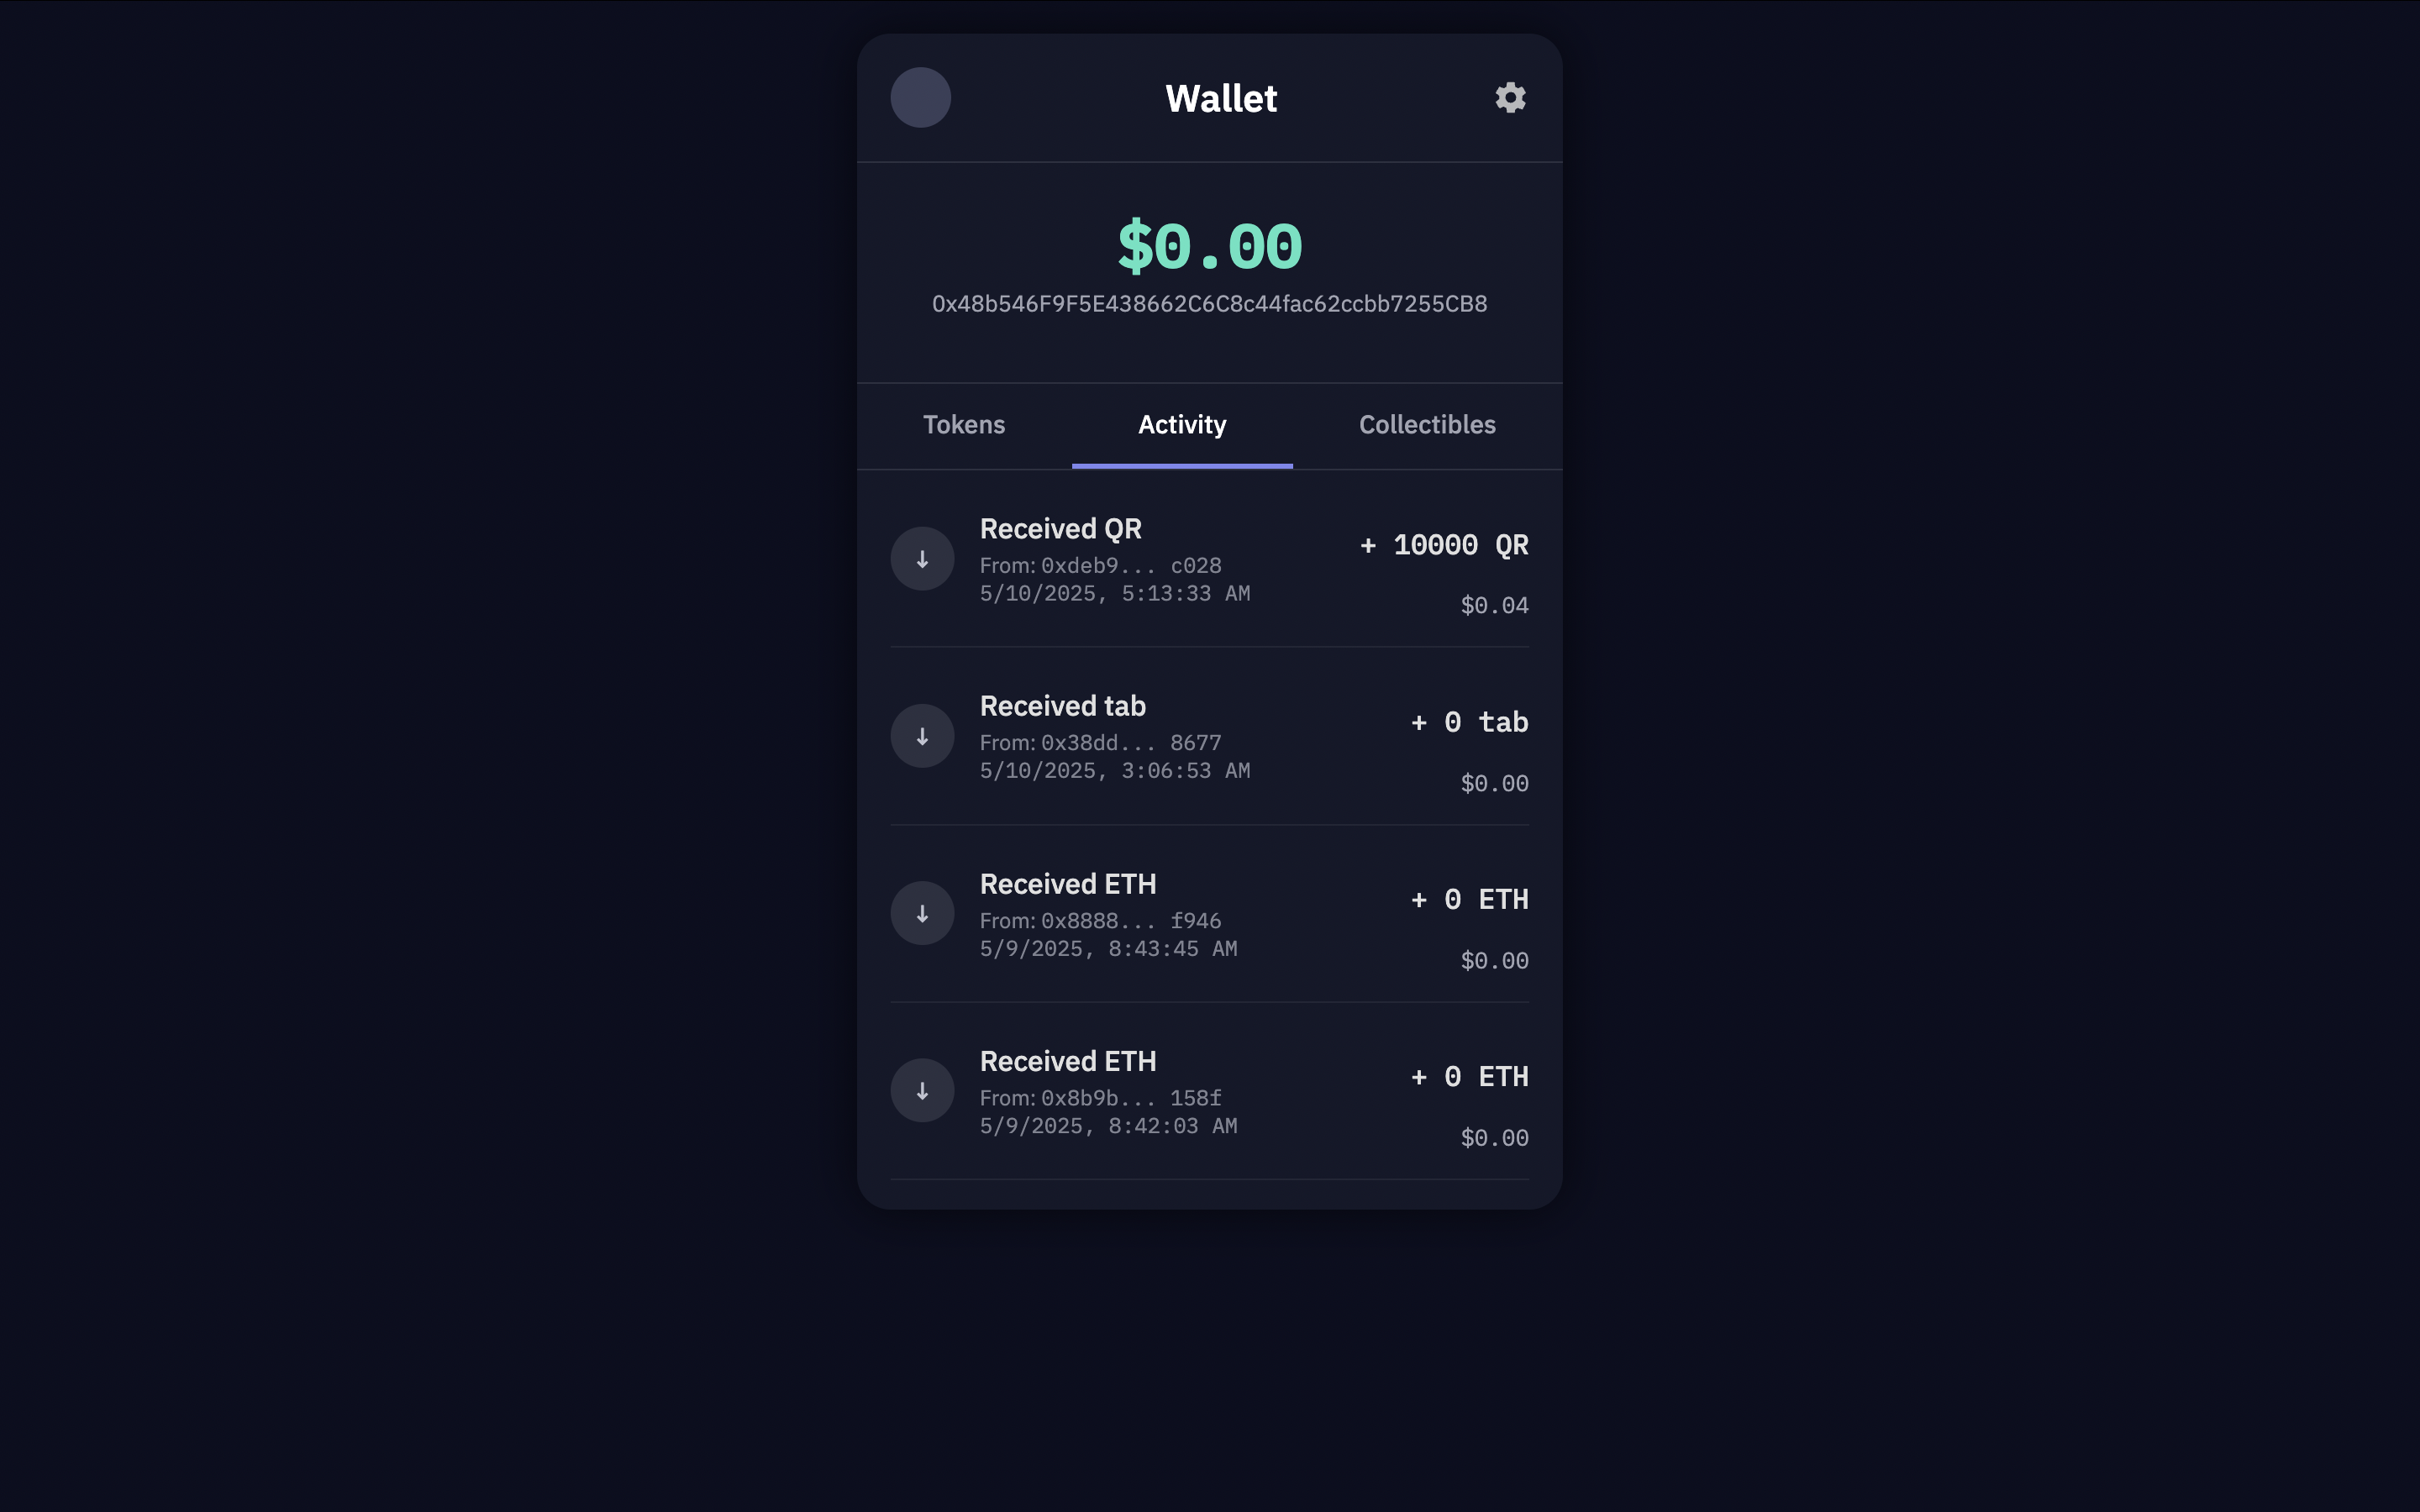 Wallet
$0.00
0x48b546F9F5E438662C6C8c44fac62ccbb7255CB8
Tokens Activity Collectibles
Received QR
+ 10000 QR
From: 0xdeb9... c028
5/10/2025, 5:13:33 AM
$0.04
Received tab
+ 0 tab
From: 0x38dd... 8677
5/10/2025, 3:06:53 AM
$0.00
Received ETH
+ 0 ETH
From: 0x8888... f946
5/9/2025, 8:43:45 AM
$0.00
Received ETH
+ 0 ETH
From: 0x8b9b... 158f
5/9/2025, 8:42:03 AM
$0.00